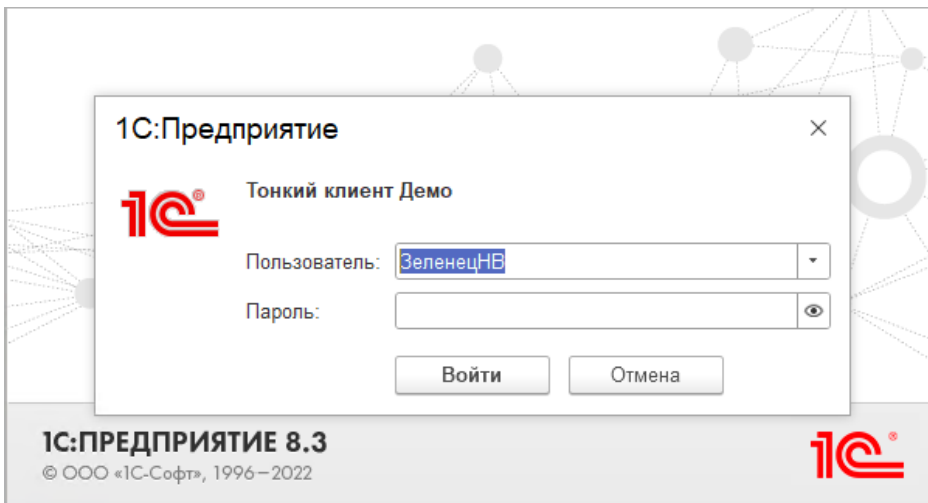 1С:Предприятие
1С®
Тонкий клиент Демо
Пользователь: ЗеленецНВ
Пароль:
Войти Отмена
1С:ПРЕДПРИЯТИЕ 8.3
© ООО «1С-Софт», 1996–2022
1С®